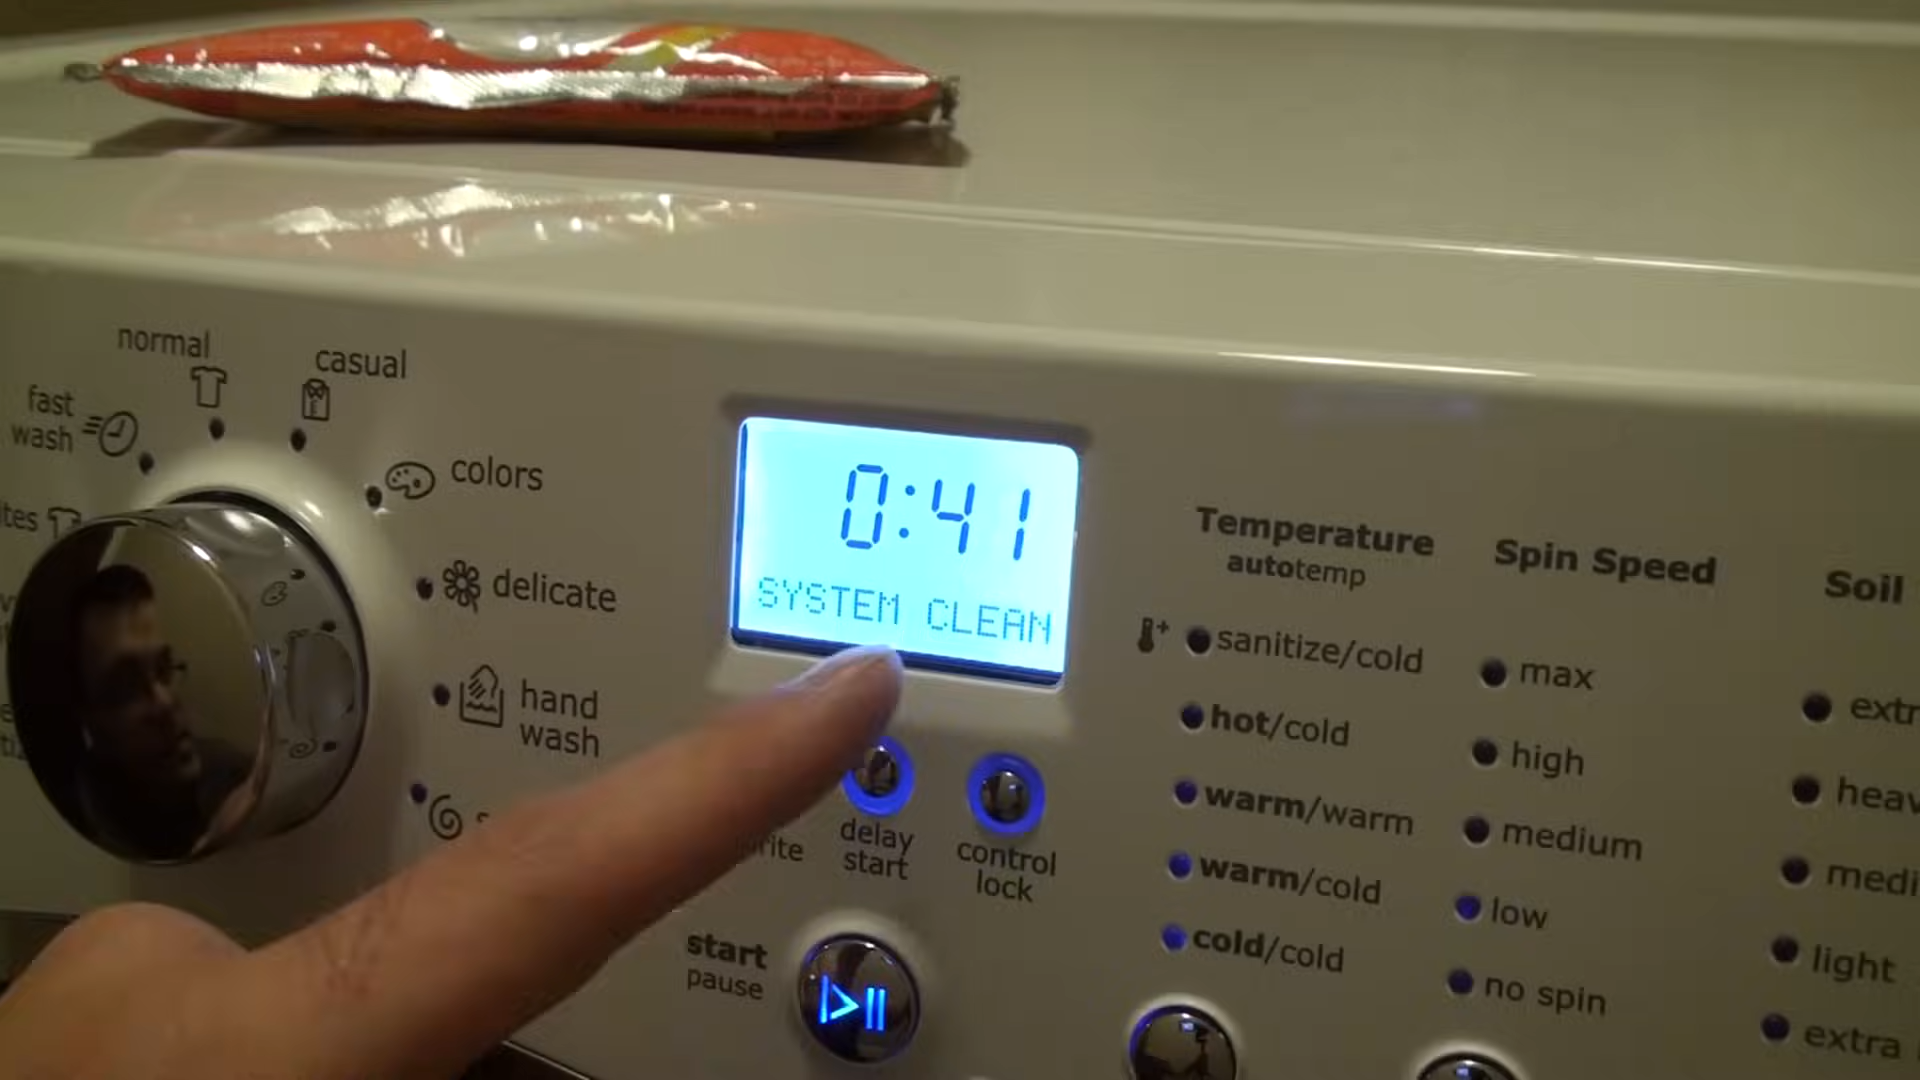 normal
casual
fast
wash
colors
delicate
hand
wash
0:41
SYSTEM CLEAN
delay
start
control
lock
start
pause
Temperature
autotemp
sanitize/cold
hot/cold
warm/warm
warm/cold
cold/cold
Spin Speed
max
high
medium
low
no spin
Soil
light
extra